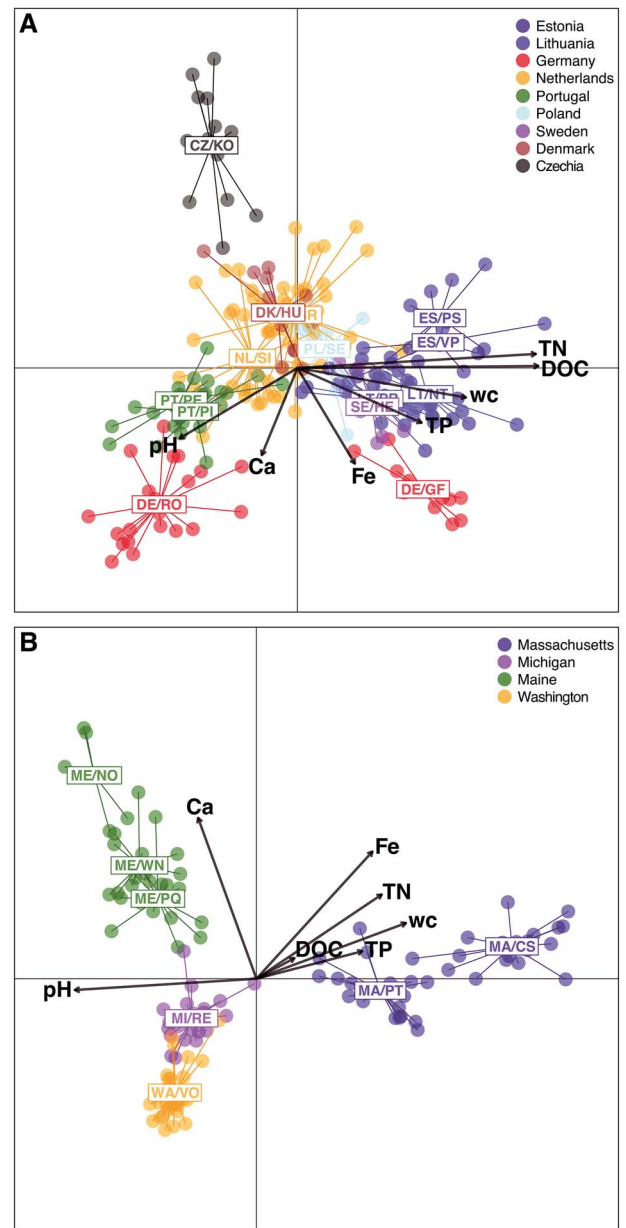 A
Estonia
Lithuania
Germany
Netherlands
Portugal
Poland
Sweden
Denmark
Czechia
CZ/KO
DK/HU
R
ES/PS
ES/VP
PL/SE
NL/SI
TN
DOC
PT/PE
PT/PI
LT/NT
wc
SE/HE
TP
pH
Ca
Fe
DE/GF
DE/RO
B
Massachusetts
Michigan
Maine
Washington
ME/NO
Ca
Fe
ME/WN
TN
ME/PQ
wc
DOC
TP
MA/CS
pH
MA/PT
MI/RE
WA/VO